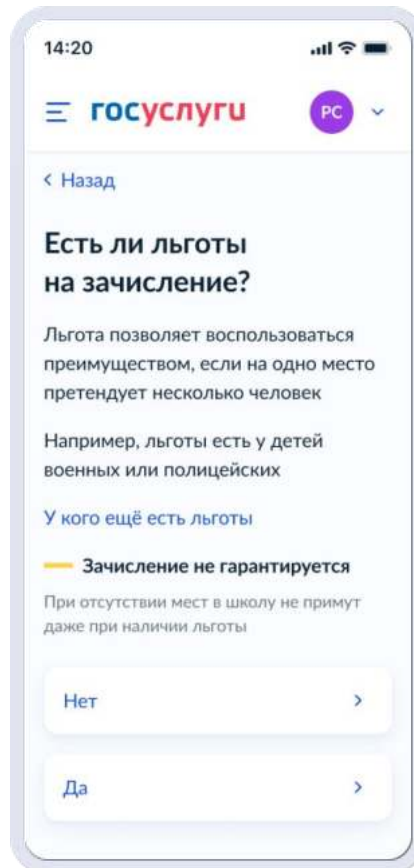 14:20
госуслуги
РС
Назад
Есть ли льготы
на зачисление?
Льгота позволяет воспользоваться
преимуществом, если на одно место
претендует несколько человек
Например, льготы есть у детей
военных или полицейских
У кого ещё есть льготы
Зачисление не гарантируется
При отсутствии мест в школу не примут
даже при наличии льготы
Нет
Да